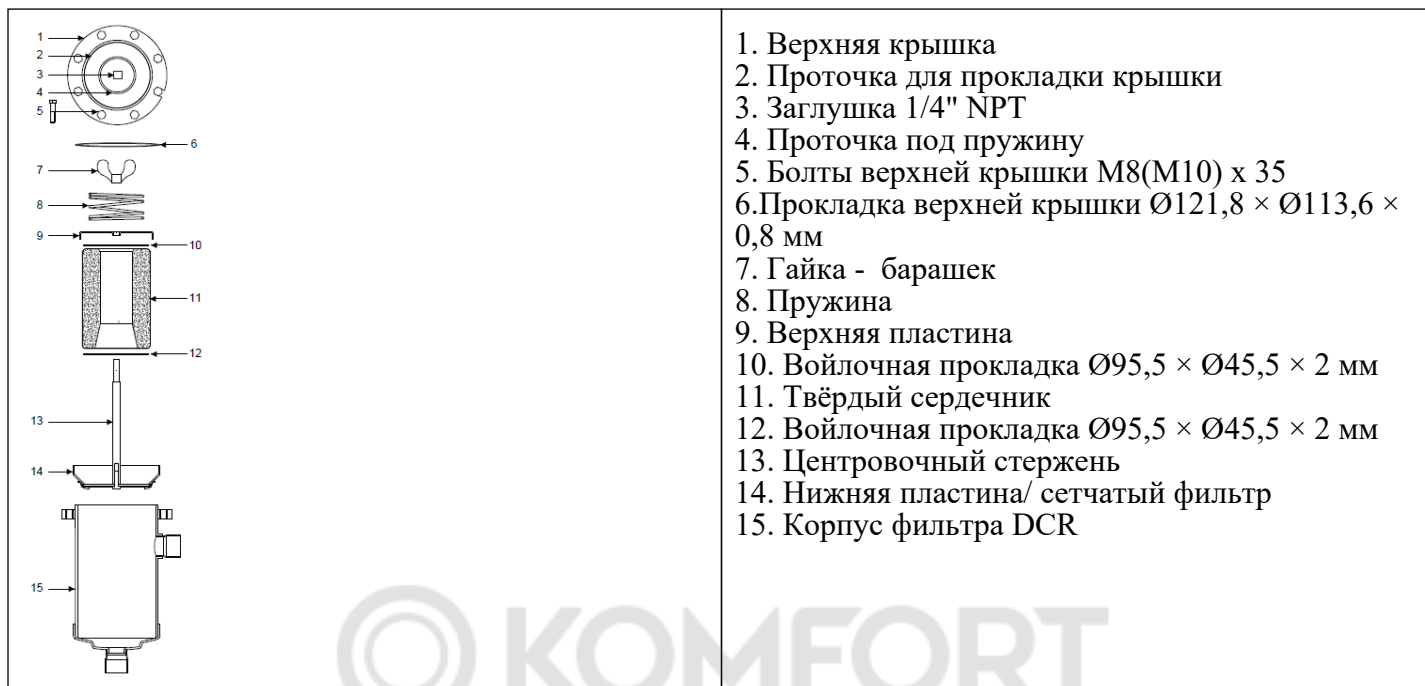 1
2
3
4
5
6
7
8
9
10
11
12
13
14
15
1. Верхняя крышка
2. Проточка для прокладки крышки
3. Заглушка 1/4" NPT
4. Проточка под пружину
5. Болты верхней крышки M8(M10) x 35
6.Прокладка верхней крышки Ø121,8 × Ø113,6 ×
0,8 мм
7. Гайка - барашек
8. Пружина
9. Верхняя пластина
10. Войлочная прокладка Ø95,5 × Ø45,5 × 2 мм
11. Твёрдый сердечник
12. Войлочная прокладка Ø95,5 × Ø45,5 × 2 мм
13. Центровочный стержень
14. Нижняя пластина/ сетчатый фильтр
15. Корпус фильтра DCR
KOMFORT